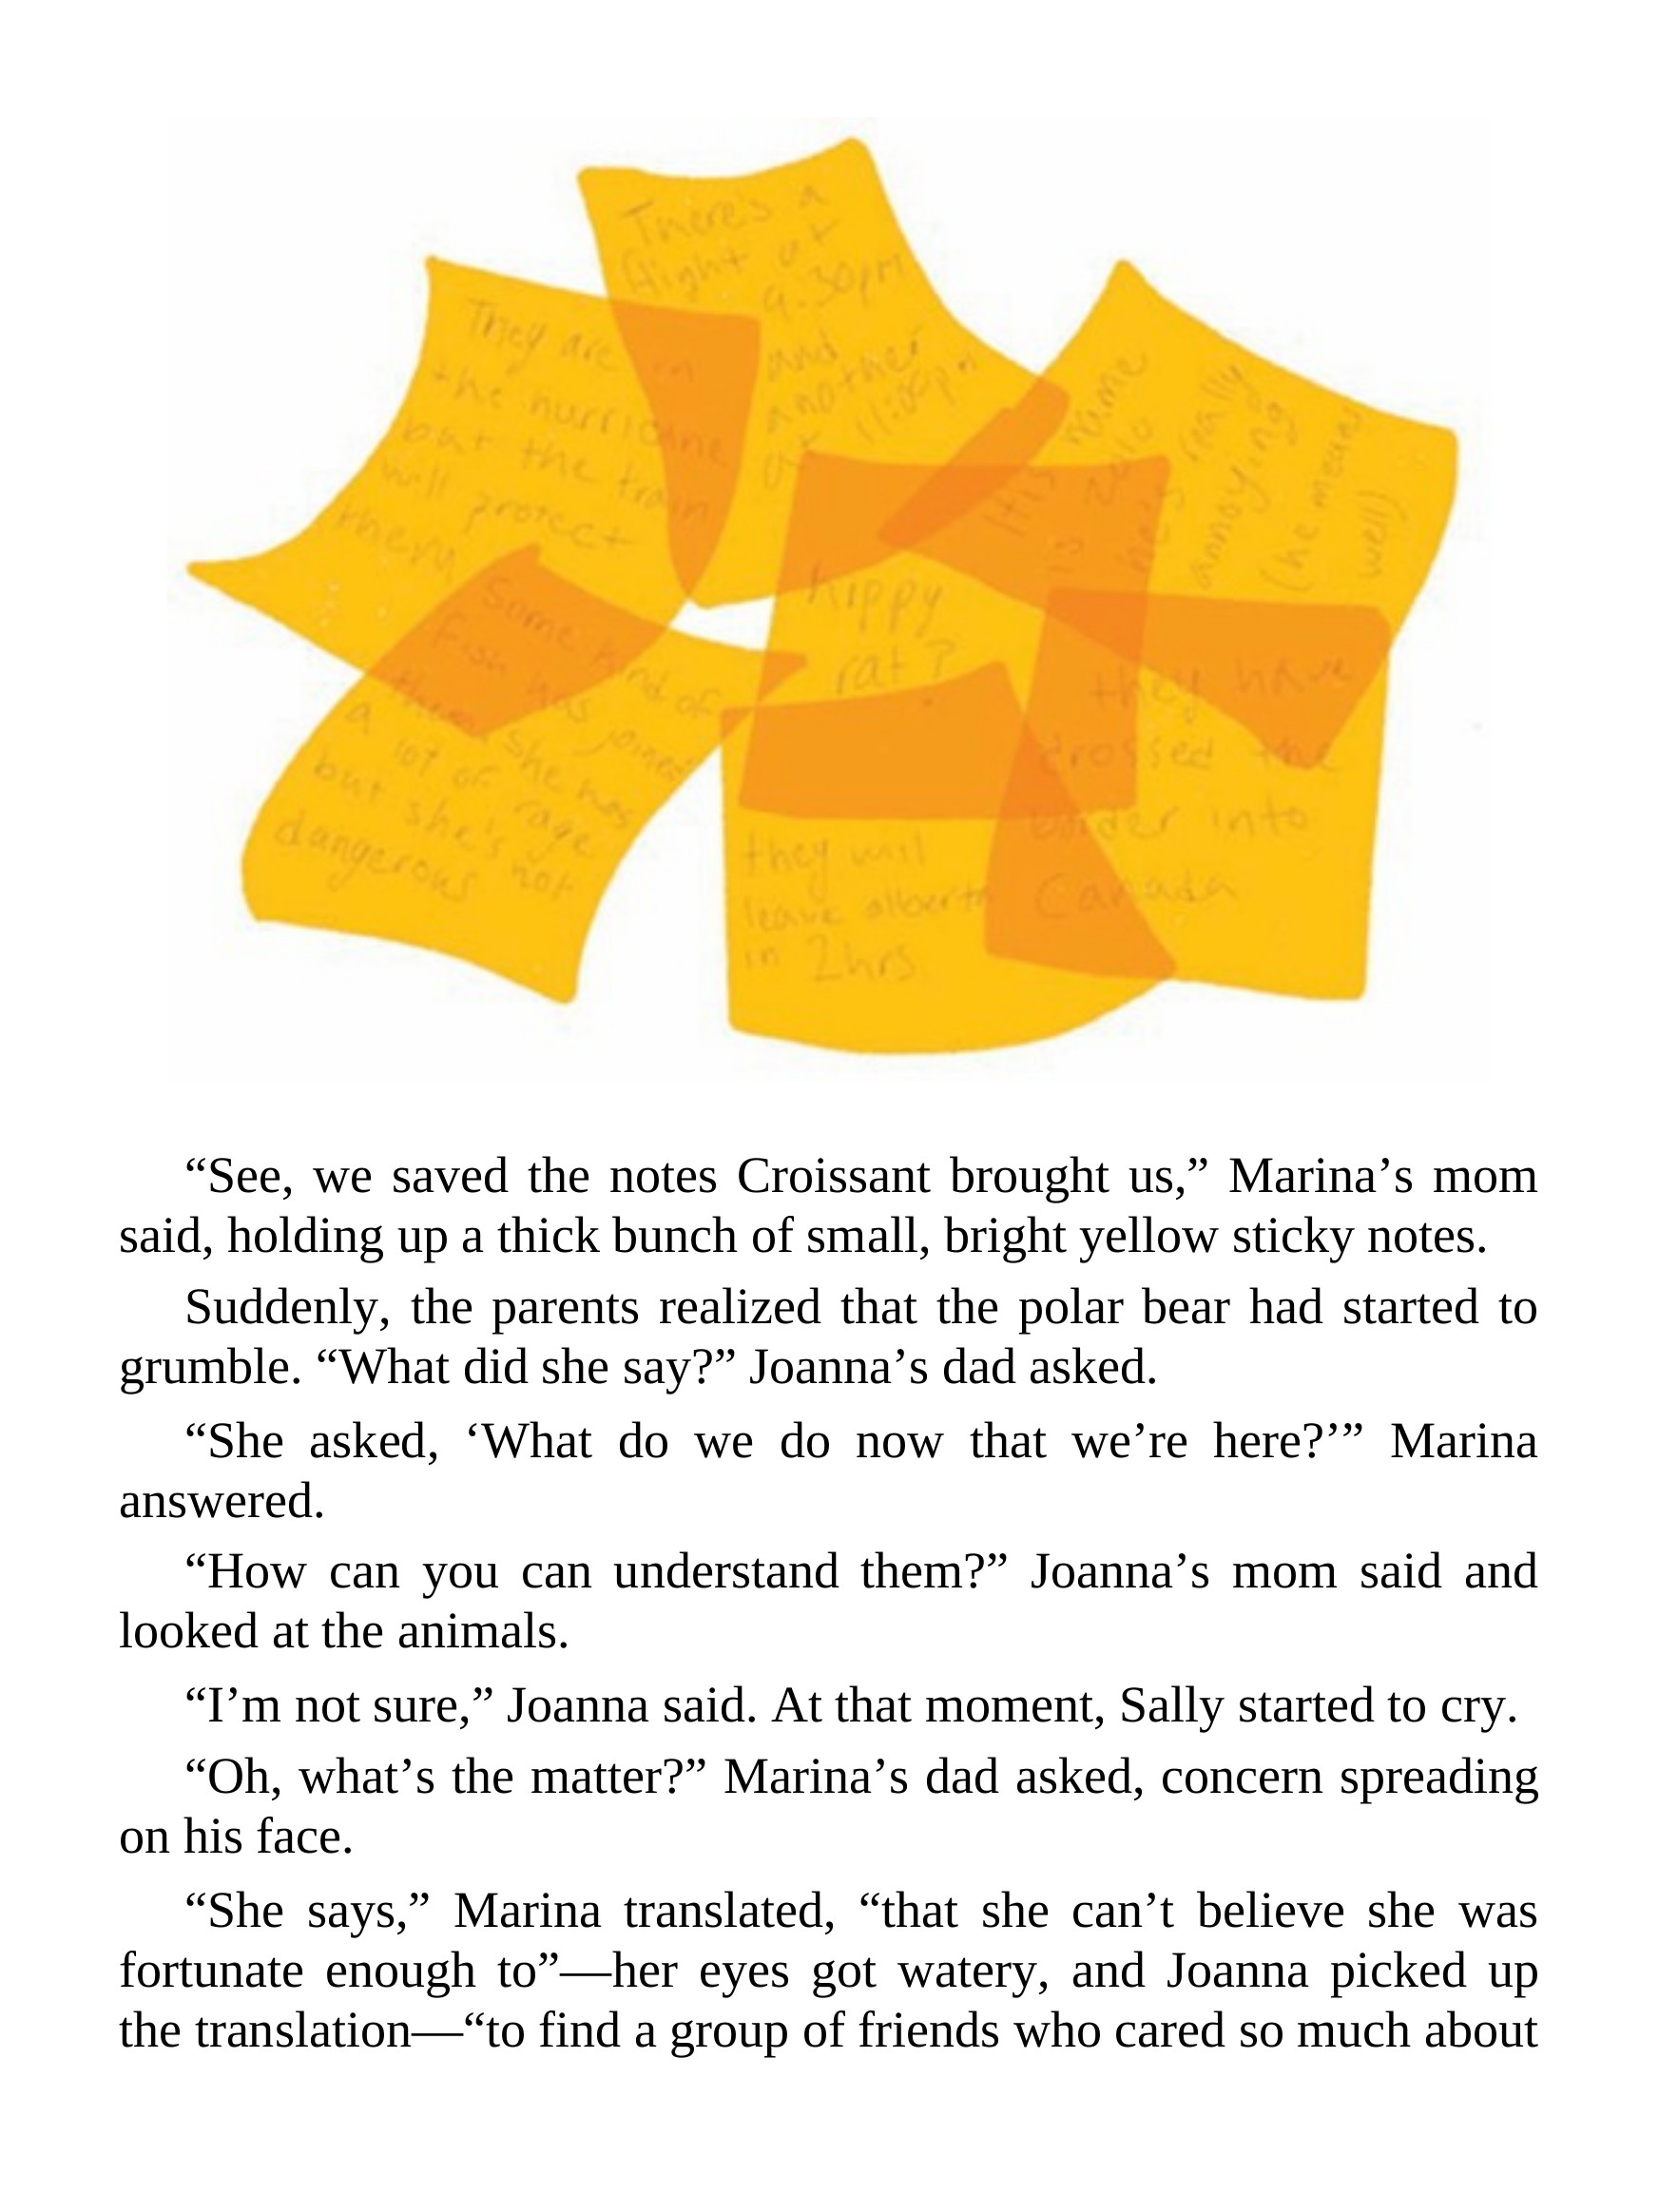 There's a
flight at
9:30pm
and
another
at 11:00pm
They are in
the hurricane
but the train
will protect
them
His name
is
he's really
annoying
(he means
well)
hippy
rat?
Some kind of
fish has joined
them she has
a lot of rage
but she's not
dangerous
they have
crossed the
border into
Canada
they will
leave alberta
in 2hrs
“See, we saved the notes Croissant brought us,” Marina’s mom
said, holding up a thick bunch of small, bright yellow sticky notes.
Suddenly, the parents realized that the polar bear had started to
grumble. “What did she say?” Joanna’s dad asked.
“She asked, ‘What do we do now that we’re here?’” Marina
answered.
“How can you can understand them?” Joanna’s mom said and
looked at the animals.
“I’m not sure,” Joanna said. At that moment, Sally started to cry.
“Oh, what’s the matter?” Marina’s dad asked, concern spreading
on his face.
“She says,” Marina translated, “that she can’t believe she was
fortunate enough to”—her eyes got watery, and Joanna picked up
the translation—“to find a group of friends who cared so much about